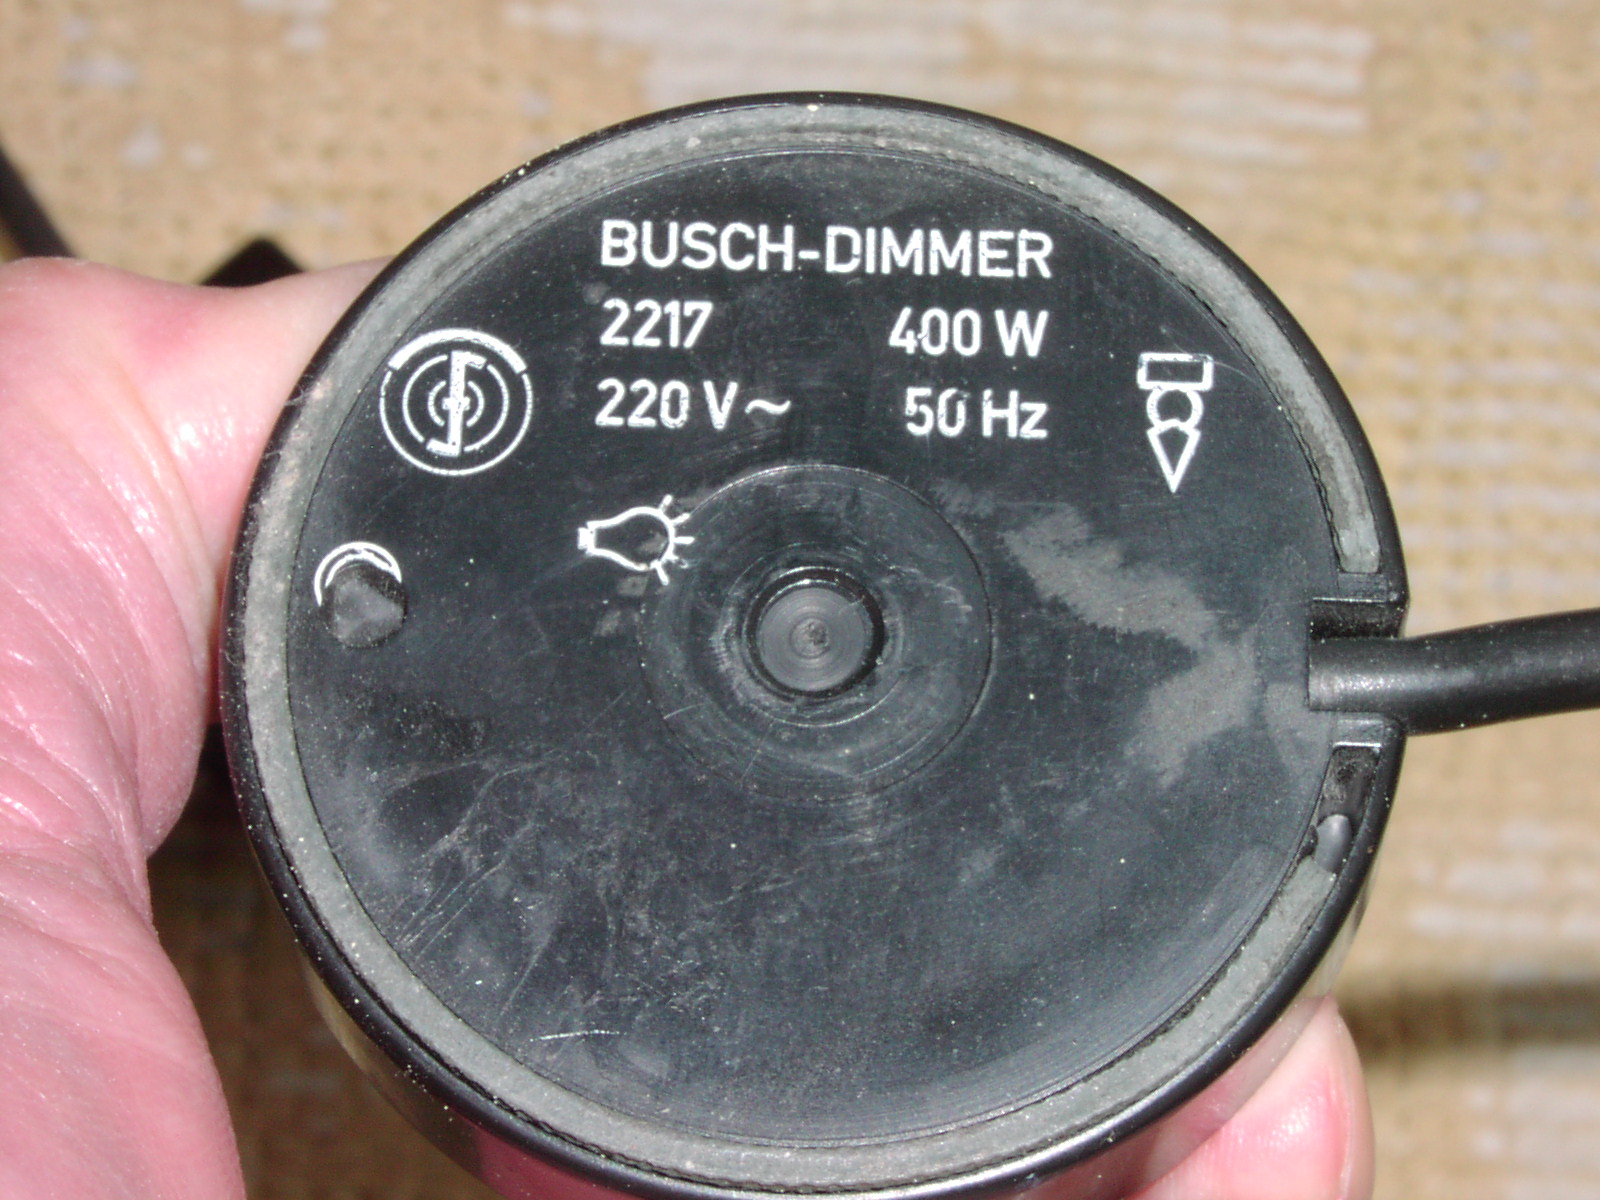 BUSCH-DIMMER
2217 400 W
220 V~ 50 Hz